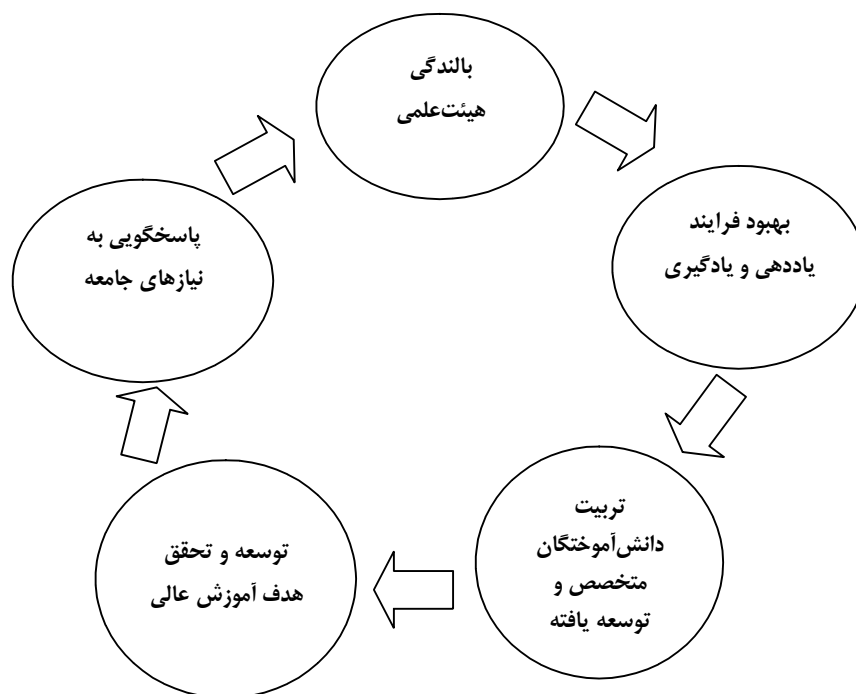 بالندگی
هیئت‌علمی
بهبود فرایند
یاددهی و یادگیری
تربیت
دانش‌آموختگان
متخصص و
توسعه یافته
توسعه و تحقق
هدف آموزش عالی
پاسخگویی به
نیازهای جامعه